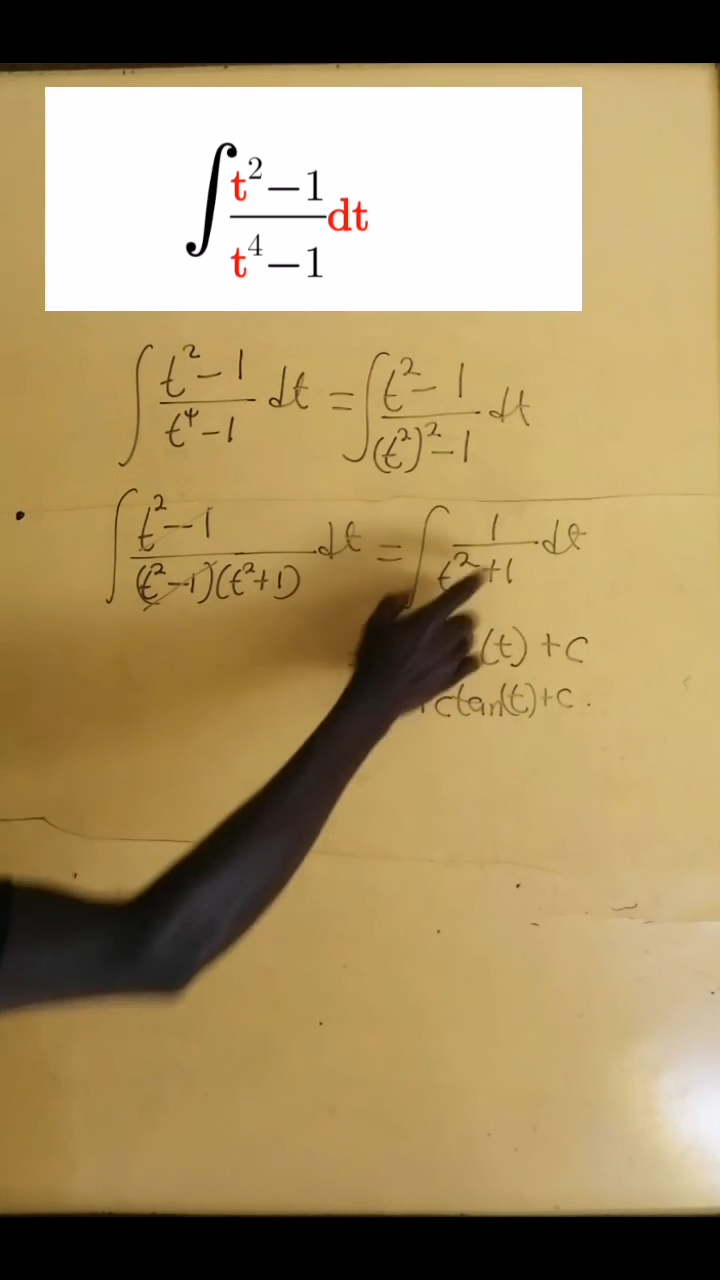 ∫ t² − 1 / t⁴ − 1 dt
∫ t² − 1 / t⁴ − 1 dt = ∫ t² − 1 / (t²)² − 1 dt
∫ t² − 1 / (t² − 1)(t² + 1) dt = ∫ 1 / t² + 1 dt
(t) + c
ctan(t) + c .